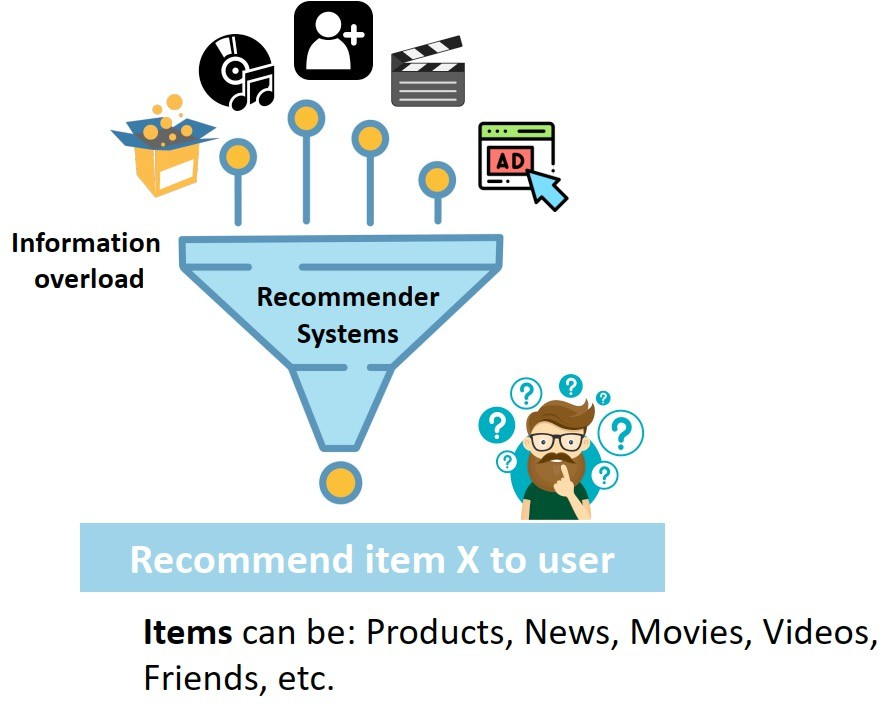 AD
Information
overload
Recommender
Systems
? ? ? ? ? ? ?
Recommend item X to user
Items can be: Products, News, Movies, Videos,
Friends, etc.